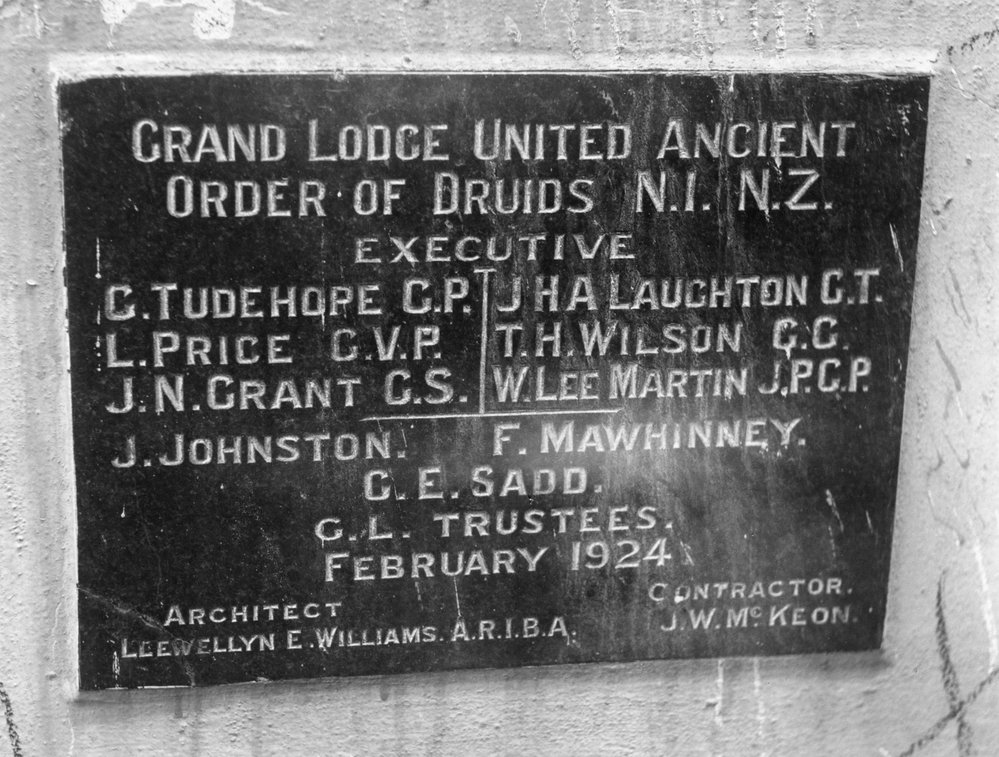 GRAND LODGE UNITED ANCIENT
ORDER OF DRUIDS N.I. N.Z.
EXECUTIVE
G. TUDEHOPE G.P. J H A LAUGHTON G.T.
L. PRICE G.V.P. T. H. WILSON G.G.
J. N. GRANT G.S. W. LEE MARTIN J.P. G.P.
J. JOHNSTON. F. MAWHINNEY.
G. E. SADD.
G. L. TRUSTEES.
FEBRUARY 1924
ARCHITECT CONTRACTOR.
LLEWELLYN E. WILLIAMS. A.R.I.B.A. J. W. Mc KEON.